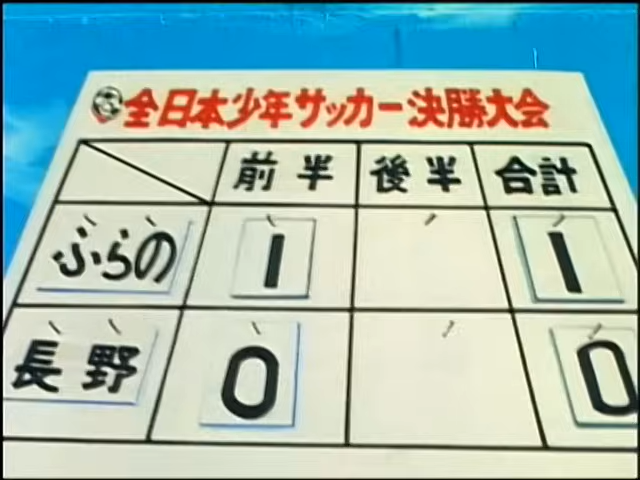 全日本少年サッカー決勝大会
前半 後半 合計
ふらの 1 1
長野 0 0